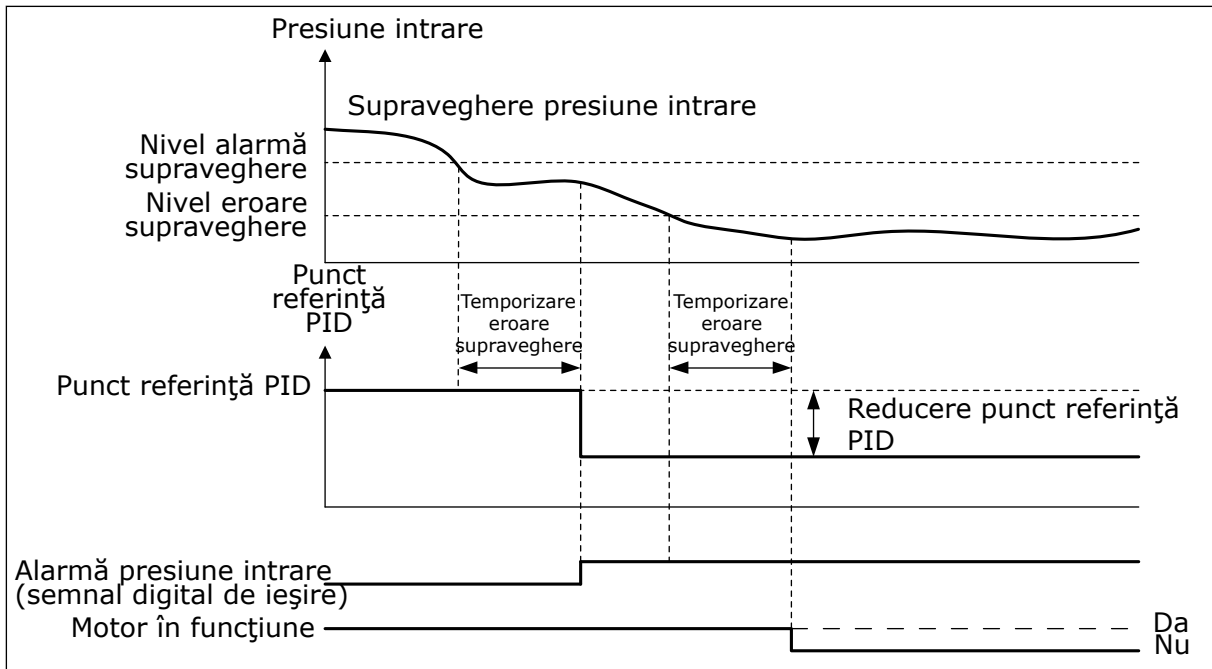 Presiune intrare
Supraveghere presiune intrare
Nivel alarmă
supraveghere
Nivel eroare
supraveghere
Punct
referinţă
PID
Temporizare
eroare
supraveghere
Temporizare
eroare
supraveghere
Punct referinţă PID
Reducere punct referinţă
PID
Alarmă presiune intrare
(semnal digital de ieşire)
Motor în funcţiune
Da
Nu